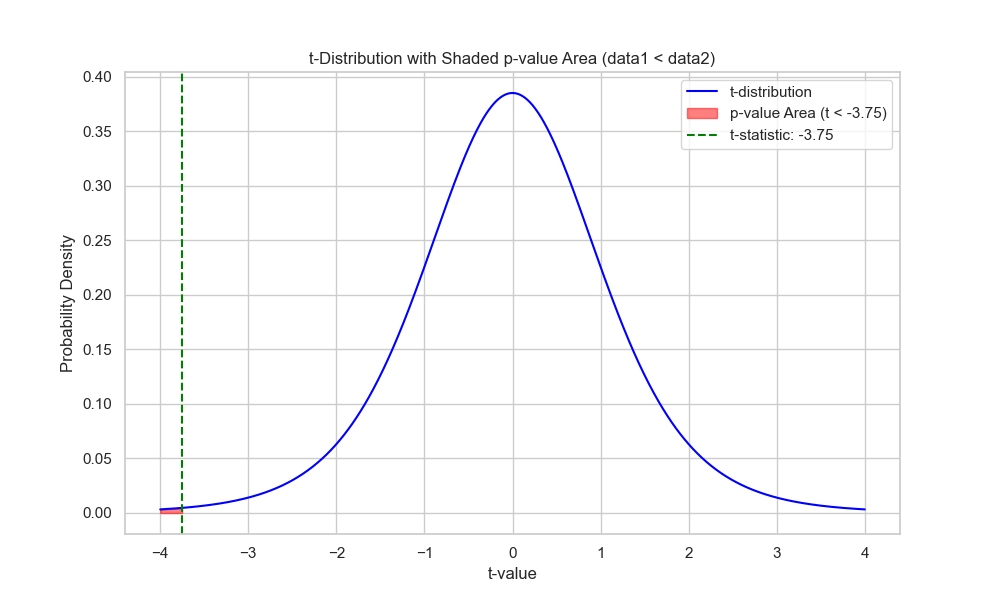 t-Distribution with Shaded p-value Area (data1 < data2)
t-distribution
p-value Area (t < -3.75)
t-statistic: -3.75
Probability Density
0.40
0.35
0.30
0.25
0.20
0.15
0.10
0.05
0.00
−4 −3 −2 −1 0 1 2 3 4
t-value